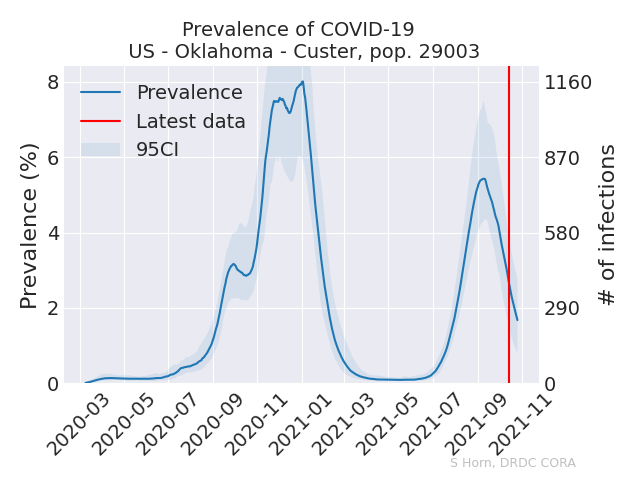 Prevalence of COVID-19
US - Oklahoma - Custer, pop. 29003
Prevalence
Latest data
95CI
Prevalence (%)
8
6
4
2
0
1160
870
580
290
0
# of infections
2020-03
2020-05
2020-07
2020-09
2020-11
2021-01
2021-03
2021-05
2021-07
2021-09
2021-11
S Horn, DRDC CORA